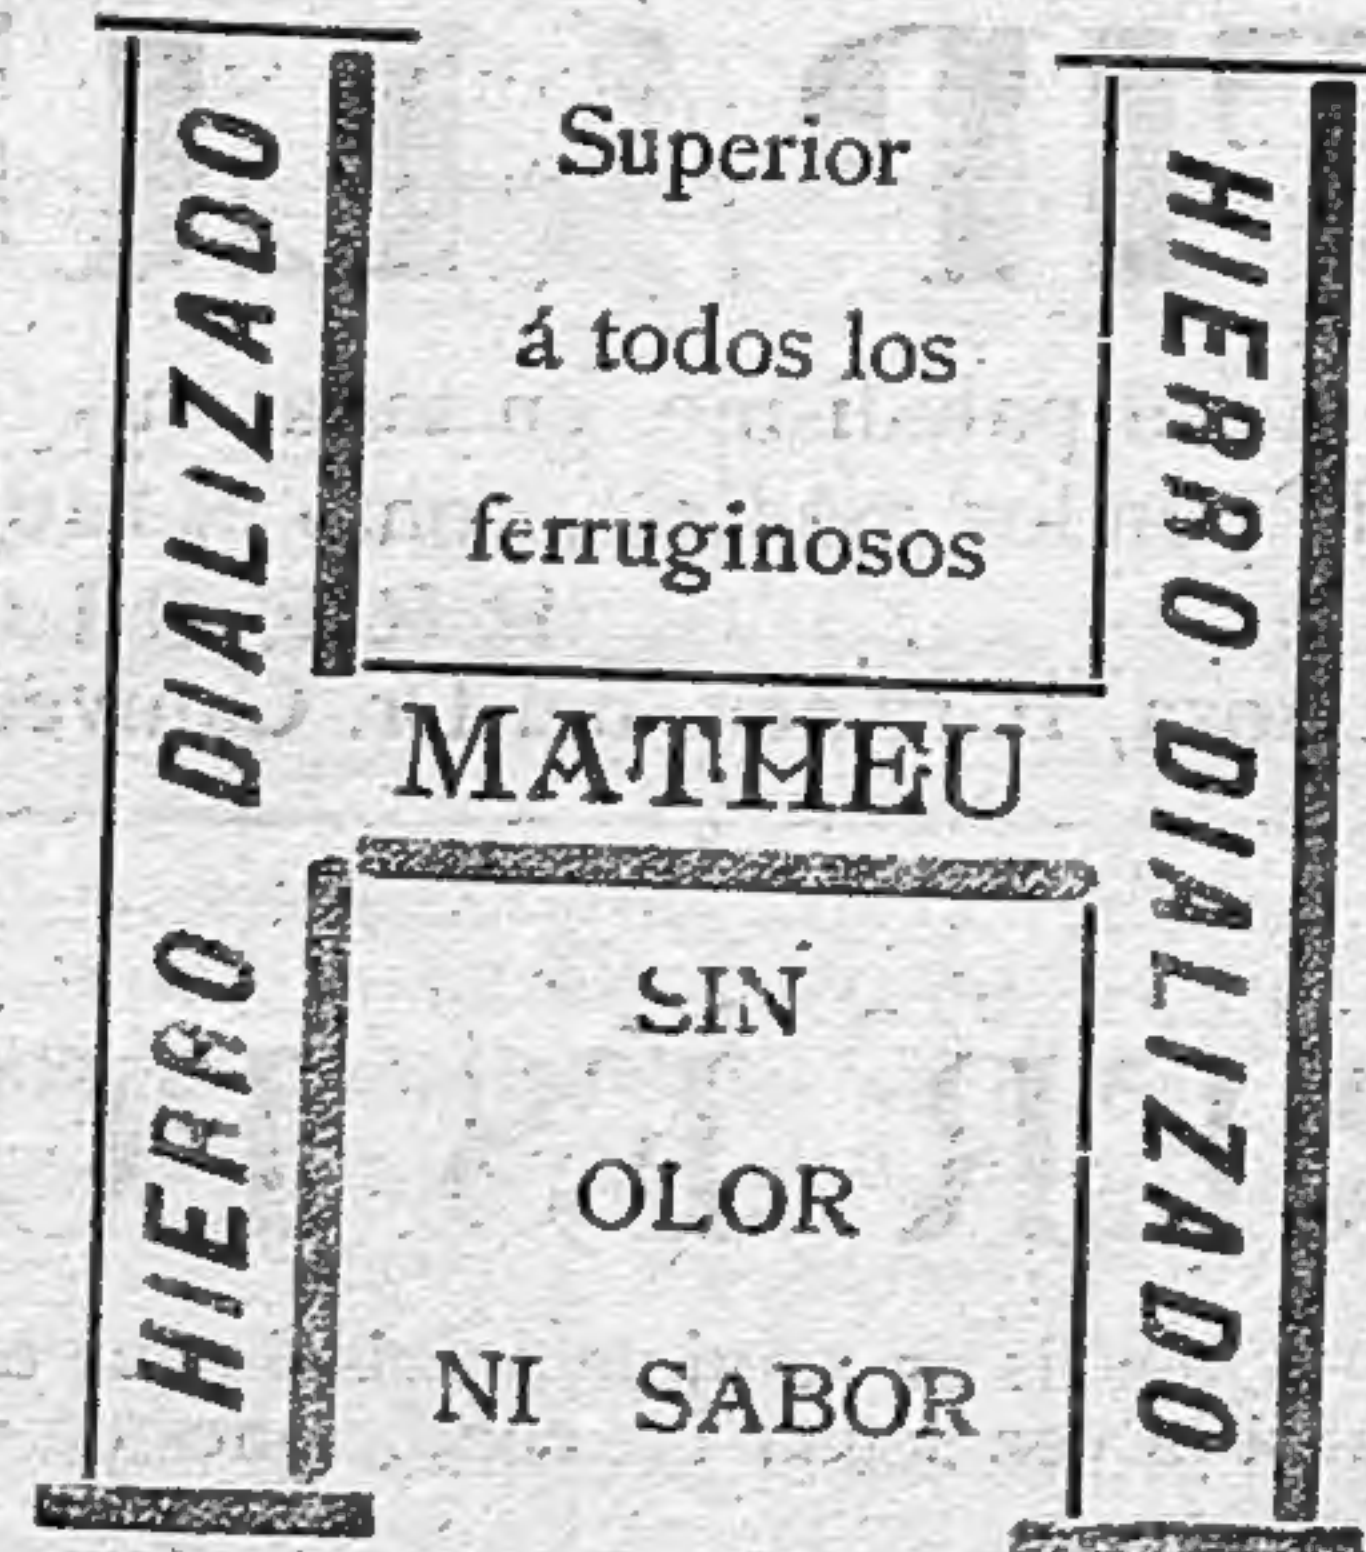 HIERRO DIALIZADO
Superior
á todos los
ferruginosos
MATHEU
SIN
OLOR
NI SABOR
HIERRO DIALIZADO